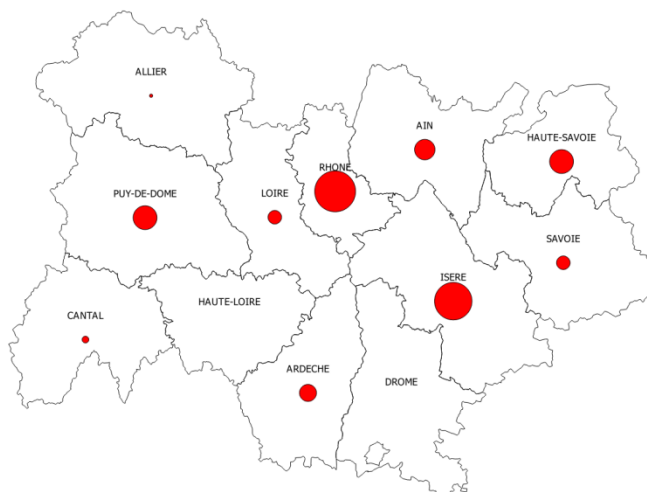 ALLIER
AIN
HAUTE-SAVOIE
RHONE
PUY-DE-DOME
LOIRE
SAVOIE
ISERE
HAUTE-LOIRE
CANTAL
ARDECHE
DROME